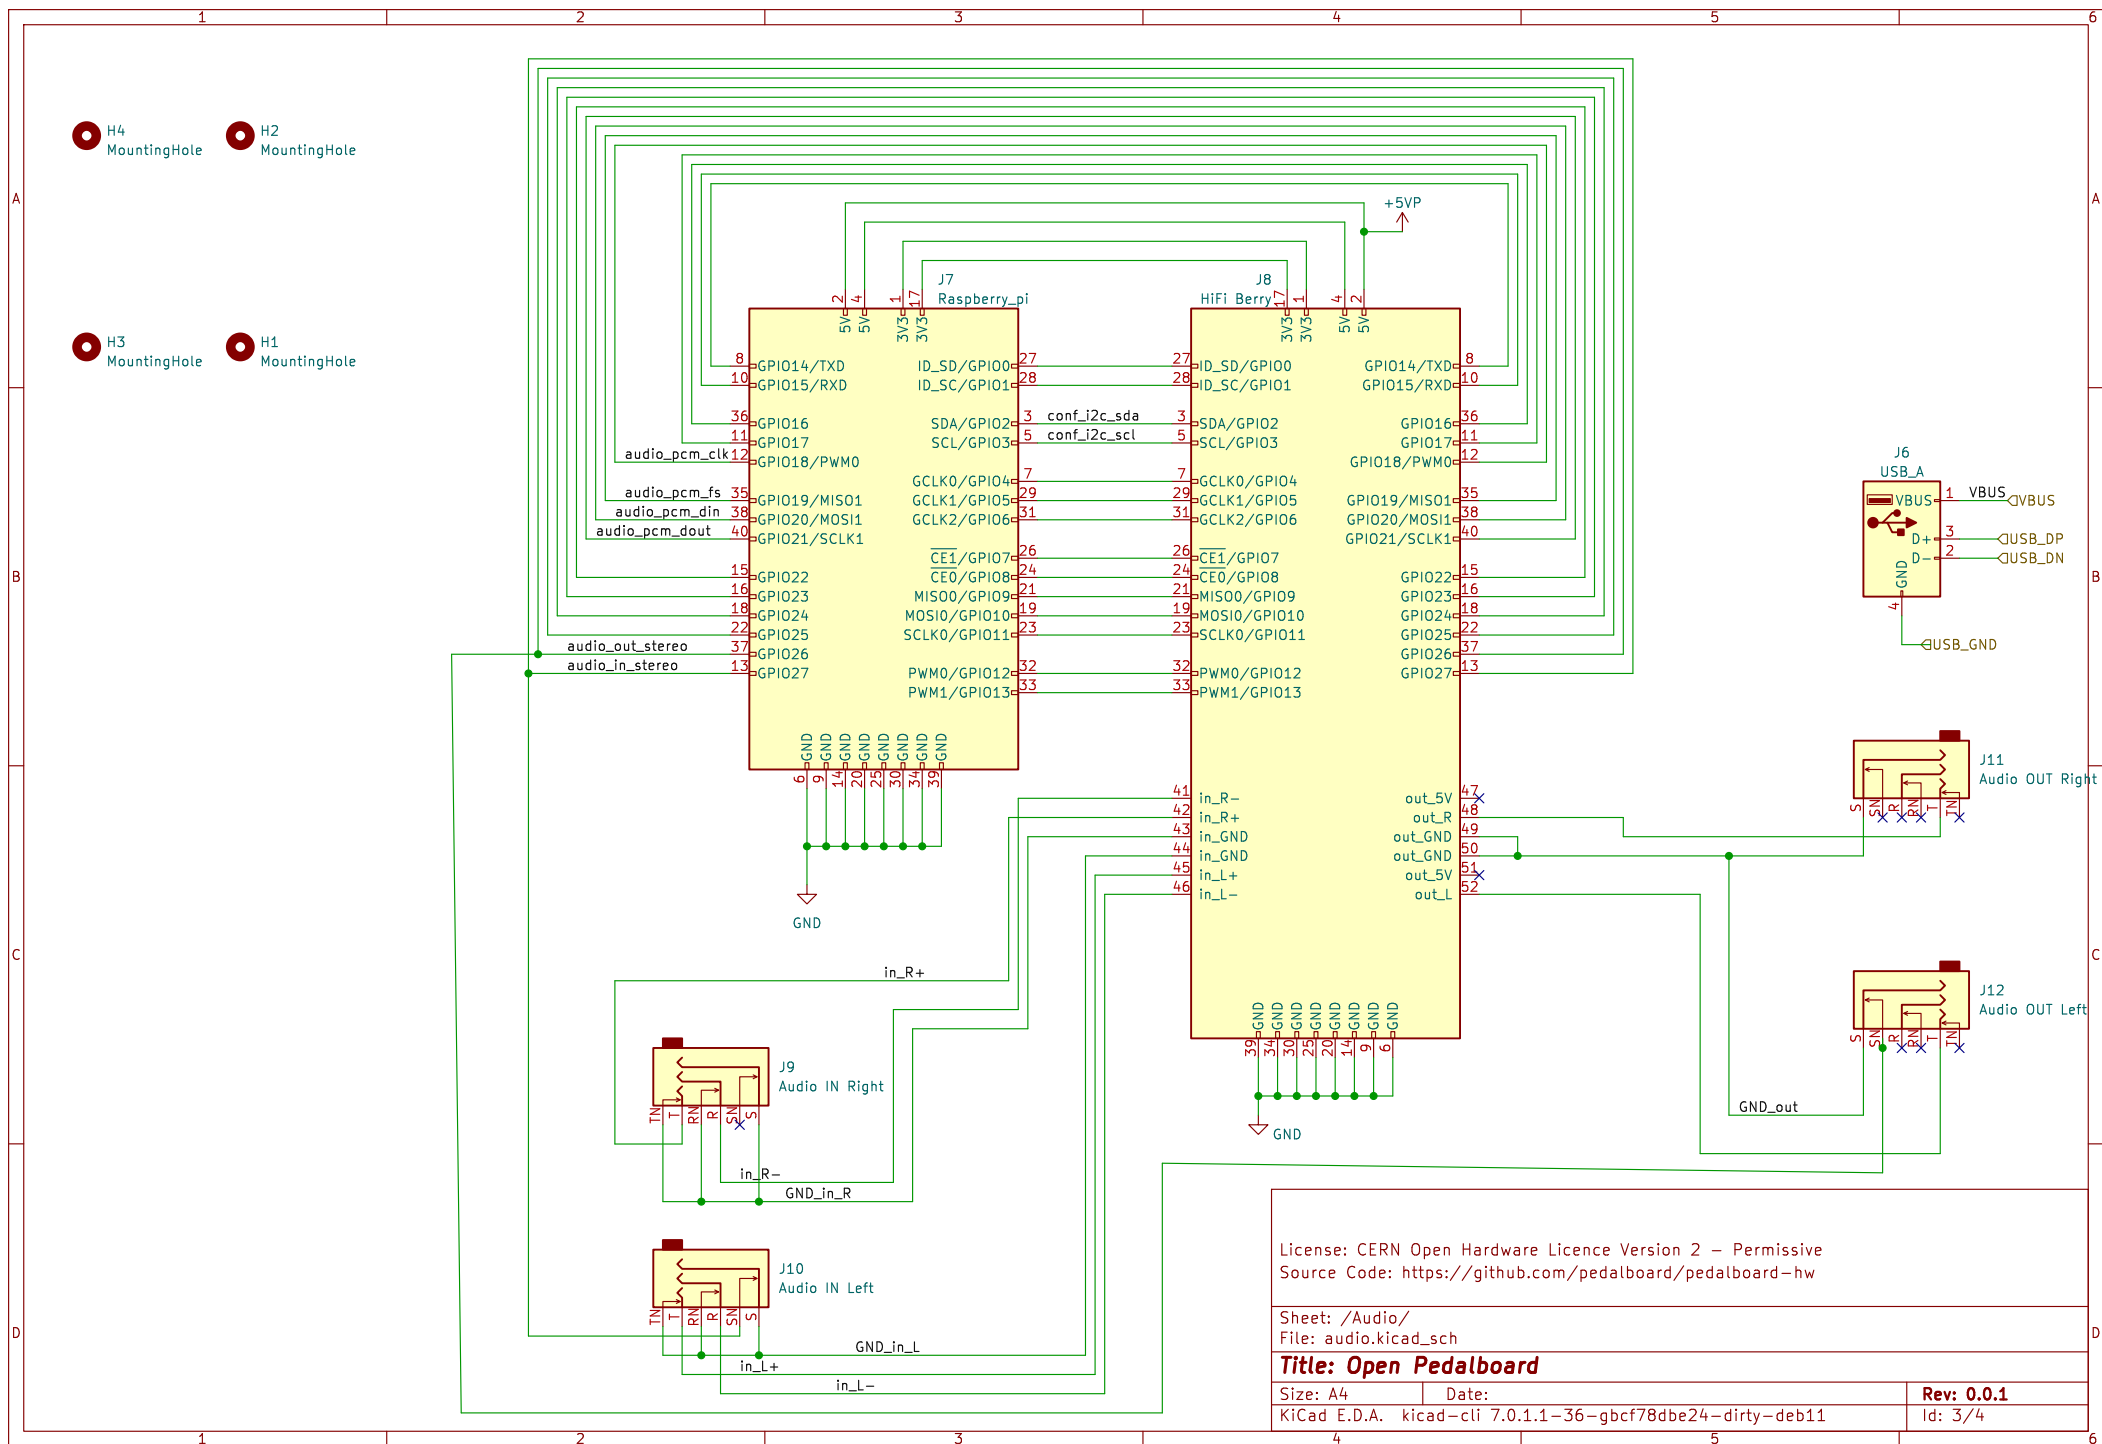 1 2 3 4 5 6
A A
B B
C C
D D
H4
MountingHole
H2
MountingHole
H3
MountingHole
H1
MountingHole
+5VP
J7
Raspberry_pi
2 4 1 17
5V 5V 3V3 3V3
8 GPIO14/TXD ID_SD/GPIO0 27
10 GPIO15/RXD ID_SC/GPIO1 28
36 GPIO16 SDA/GPIO2 3 conf_i2c_sda
11 GPIO17 SCL/GPIO3 5 conf_i2c_scl
audio_pcm_clk 12 GPIO18/PWM0
GCLK0/GPIO4 7
audio_pcm_fs 35 GPIO19/MISO1 GCLK1/GPIO5 29
audio_pcm_din 38 GPIO20/MOSI1 GCLK2/GPIO6 31
audio_pcm_dout 40 GPIO21/SCLK1
CE1/GPIO7 26
15 GPIO22 CE0/GPIO8 24
16 GPIO23 MISO0/GPIO9 21
18 GPIO24 MOSI0/GPIO10 19
22 GPIO25 SCLK0/GPIO11 23
audio_out_stereo 37 GPIO26
audio_in_stereo 13 GPIO27 PWM0/GPIO12 32
PWM1/GPIO13 33
GND GND GND GND GND GND GND GND
6 9 14 20 25 30 34 39
GND
J8
HiFi Berry
17 1 4 2
3V3 3V3 5V 5V
27 ID_SD/GPIO0 GPIO14/TXD 8
28 ID_SC/GPIO1 GPIO15/RXD 10
3 SDA/GPIO2 GPIO16 36
5 SCL/GPIO3 GPIO17 11
GPIO18/PWM0 12
7 GCLK0/GPIO4
29 GCLK1/GPIO5 GPIO19/MISO1 35
31 GCLK2/GPIO6 GPIO20/MOSI1 38
GPIO21/SCLK1 40
26 CE1/GPIO7
24 CE0/GPIO8 GPIO22 15
21 MISO0/GPIO9 GPIO23 16
19 MOSI0/GPIO10 GPIO24 18
23 SCLK0/GPIO11 GPIO25 22
GPIO26 37
32 PWM0/GPIO12 GPIO27 13
33 PWM1/GPIO13
41 in_R- out_5V 47
42 in_R+ out_R 48
43 in_GND out_GND 49
44 in_GND out_GND 50
45 in_L+ out_5V 51
46 in_L- out_L 52
GND GND GND GND GND GND GND GND
39 34 30 25 20 14 9 6
GND
J6
USB_A
VBUS 1 VBUS VBUS
D+ 3 USB_DP
D- 2 USB_DN
GND
4
USB_GND
J11
Audio OUT Right
S SN R RN T TN
J12
Audio OUT Left
S SN R RN T TN
GND_out
in_R+
J9
Audio IN Right
TN T RN R SN S
in_R-
GND_in_R
J10
Audio IN Left
TN T RN R SN S
GND_in_L
in_L+
in_L-
License: CERN Open Hardware Licence Version 2 - Permissive
Source Code: https://github.com/pedalboard/pedalboard-hw
Sheet: /Audio/
File: audio.kicad_sch
Title: Open Pedalboard
Size: A4 Date: Rev: 0.0.1
KiCad E.D.A. kicad-cli 7.0.1.1-36-gbcf78dbe24-dirty-deb11 Id: 3/4
1 2 3 4 5 6